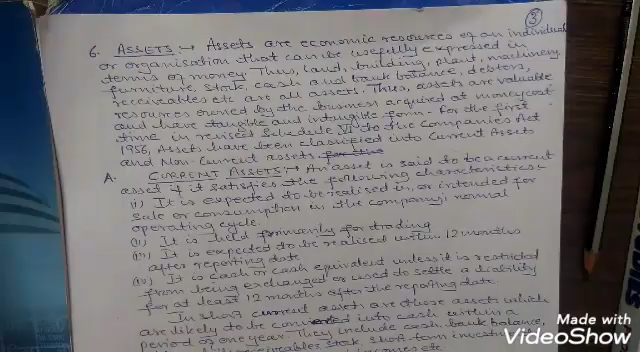 3
6. ASSETS :→ Assets are economic resources of an individual
or organisation that can be usefully expressed in
terms of money. Thus, land, building, plant, machinery,
furniture, stock, cash and bank balance, debtors,
receivables etc are all assets. Thus, assets are valuable
resources owned by the business acquired at money cost
and have tangible and intangible form. For the first
time in revised Schedule VI to the Companies Act
1956, Assets have been classified into Current Assets
and Non-Current assets
A. CURRENT ASSETS :→ An asset is said to be a current
asset if it satisfies the following characteristics:-
(i) It is expected to be realised in, or intended for
sale or consumption in the company's normal
operating cycle.
(ii) It is held primarily for trading
(iii) It is expected to be realised within 12 months
after reporting date
(iv) It is cash or cash equivalent unless it is restricted
from being exchanged or used to settle a liability
for at least 12 months after the reporting date.
In short current assets are those assets which
are likely to be into cash within a
period of one year. They include cash, bank balance,
receivables stock short-term
etc
Made with
VideoShow